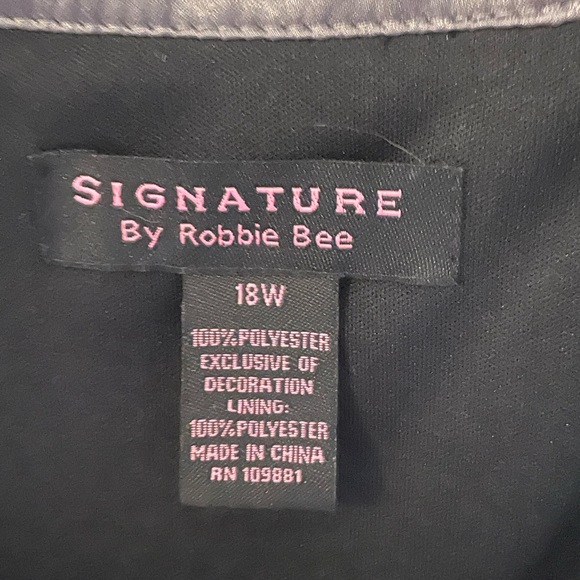 SIGNATURE
By Robbie Bee
18W
100%POLYESTER
EXCLUSIVE OF
DECORATION
LINING:
100%POLYESTER
MADE IN CHINA
RN 109881